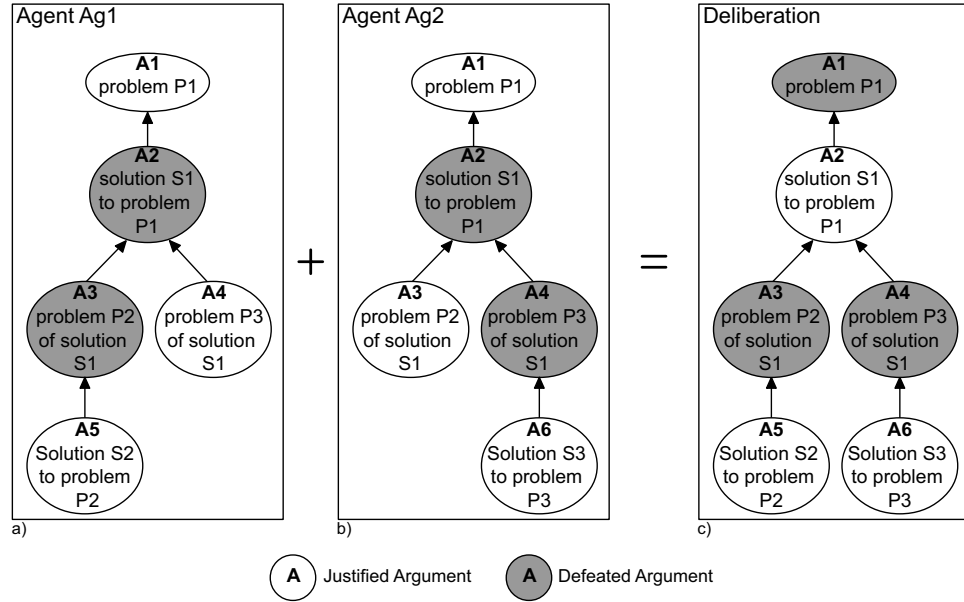 Agent Ag1
A1
problem P1
A2
solution S1
to problem
P1
A3
problem P2
of solution
S1
A4
problem P3
of solution
S1
A5
Solution S2
to problem
P2
a)
+
Agent Ag2
A1
problem P1
A2
solution S1
to problem
P1
A3
problem P2
of solution
S1
A4
problem P3
of solution
S1
A6
Solution S3
to problem
P3
b)
=
Deliberation
A1
problem P1
A2
solution S1
to problem
P1
A3
problem P2
of solution
S1
A4
problem P3
of solution
S1
A5
Solution S2
to problem
P2
A6
Solution S3
to problem
P3
c)
A Justified Argument
A Defeated Argument